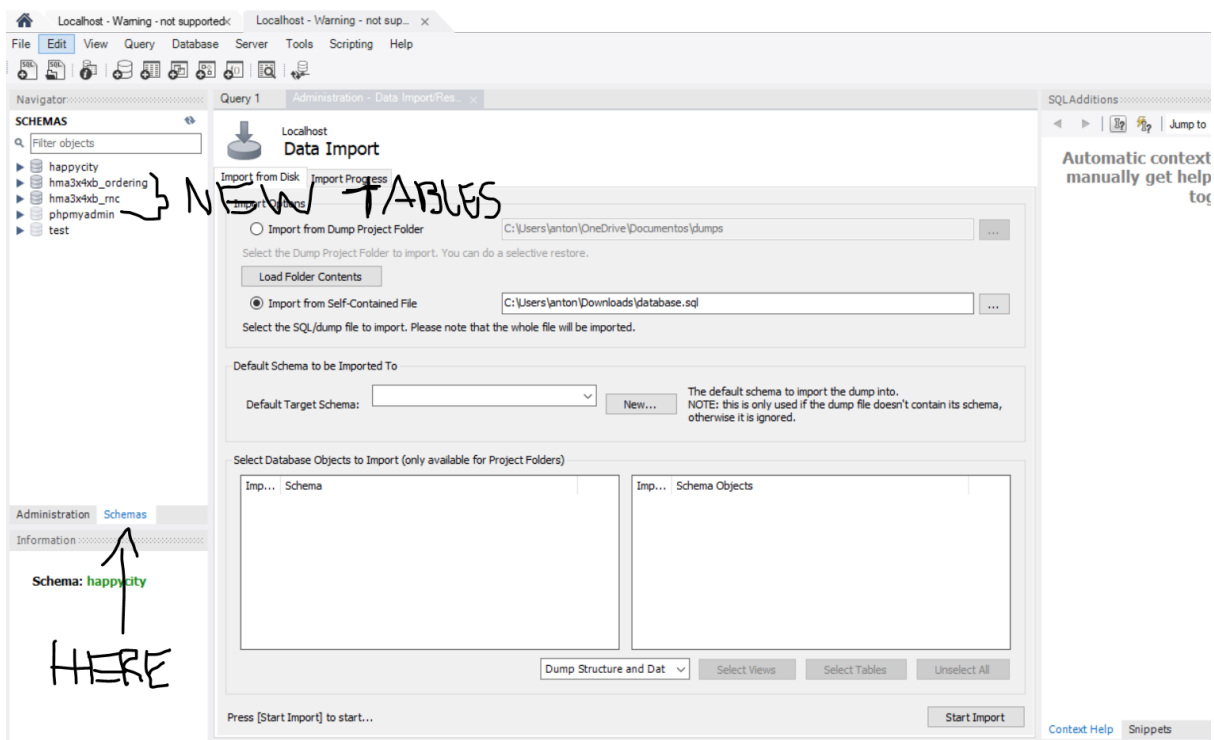 Localhost - Warning - not supported
Localhost - Warning - not sup...
File Edit View Query Database Server Tools Scripting Help
Navigator
SCHEMAS
Filter objects
happycity
hma3x4xb_ordering
hma3x4xb_rnc
phpmyadmin
test
NEW TABLES
Administration Schemas
Information
Schema: happycity
HERE
Query 1 Administration - Data Import/Res...
Localhost
Data Import
Import from Disk Import Progress
Import Options
Import from Dump Project Folder C:\Users\anton\OneDrive\Documentos\dumps ...
Select the Dump Project Folder to import. You can do a selective restore.
Load Folder Contents
Import from Self-Contained File C:\Users\anton\Downloads\database.sql ...
Select the SQL/dump file to import. Please note that the whole file will be imported.
Default Schema to be Imported To
Default Target Schema: New...
The default schema to import the dump into.
NOTE: this is only used if the dump file doesn't contain its schema,
otherwise it is ignored.
Select Database Objects to Import (only available for Project Folders)
Imp... Schema
Imp... Schema Objects
Dump Structure and Dat Select Views Select Tables Unselect All
Press [Start Import] to start... Start Import
SQLAdditions
Jump to
Automatic context
manually get help
tog
Context Help Snippets